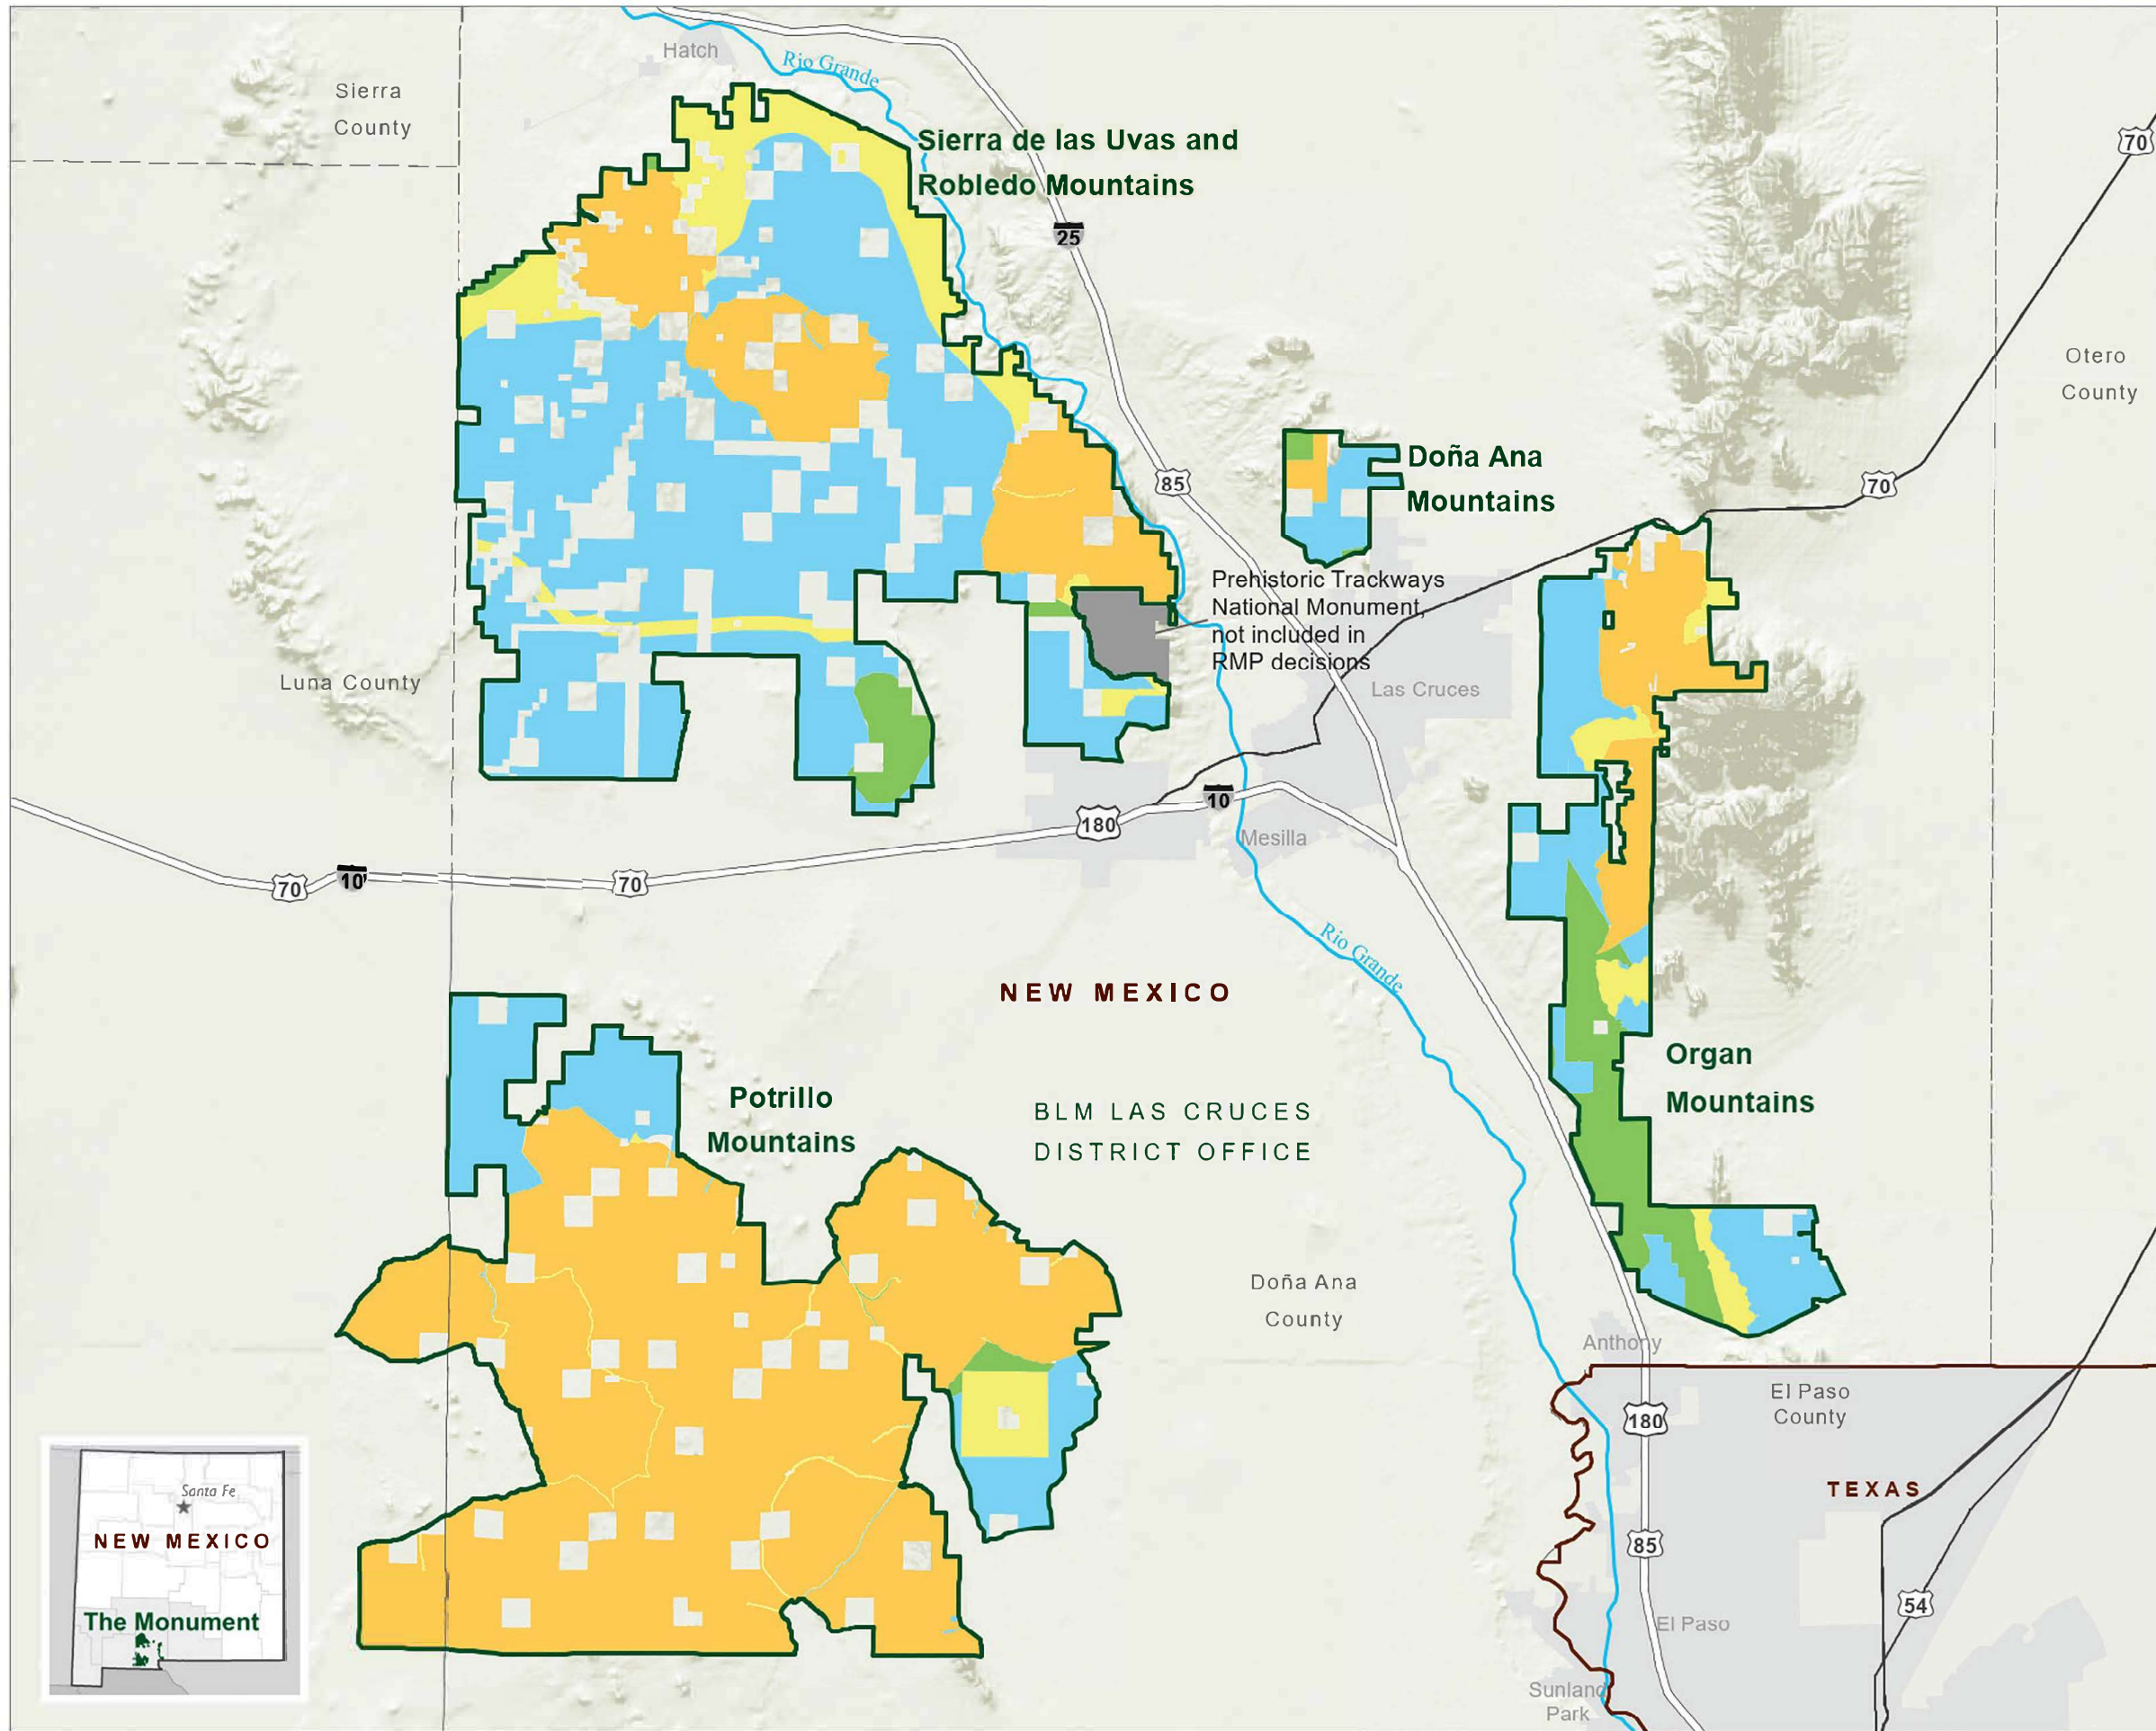 Hatch
Rio Grande
Sierra
County
Sierra de las Uvas and
Robledo Mountains
70
25
Otero
County
85
Doña Ana
Mountains
70
Prehistoric Trackways
National Monument,
not included in
RMP decisions
Luna County
Las Cruces
10
180
Mesilla
70
10
70
Rio Grande
NEW MEXICO
Organ
Mountains
Potrillo
Mountains
BLM LAS CRUCES
DISTRICT OFFICE
Doña Ana
County
Anthony
El Paso
County
180
TEXAS
Santa Fe
NEW MEXICO
The Monument
85
54
El Paso
Sunland
Park